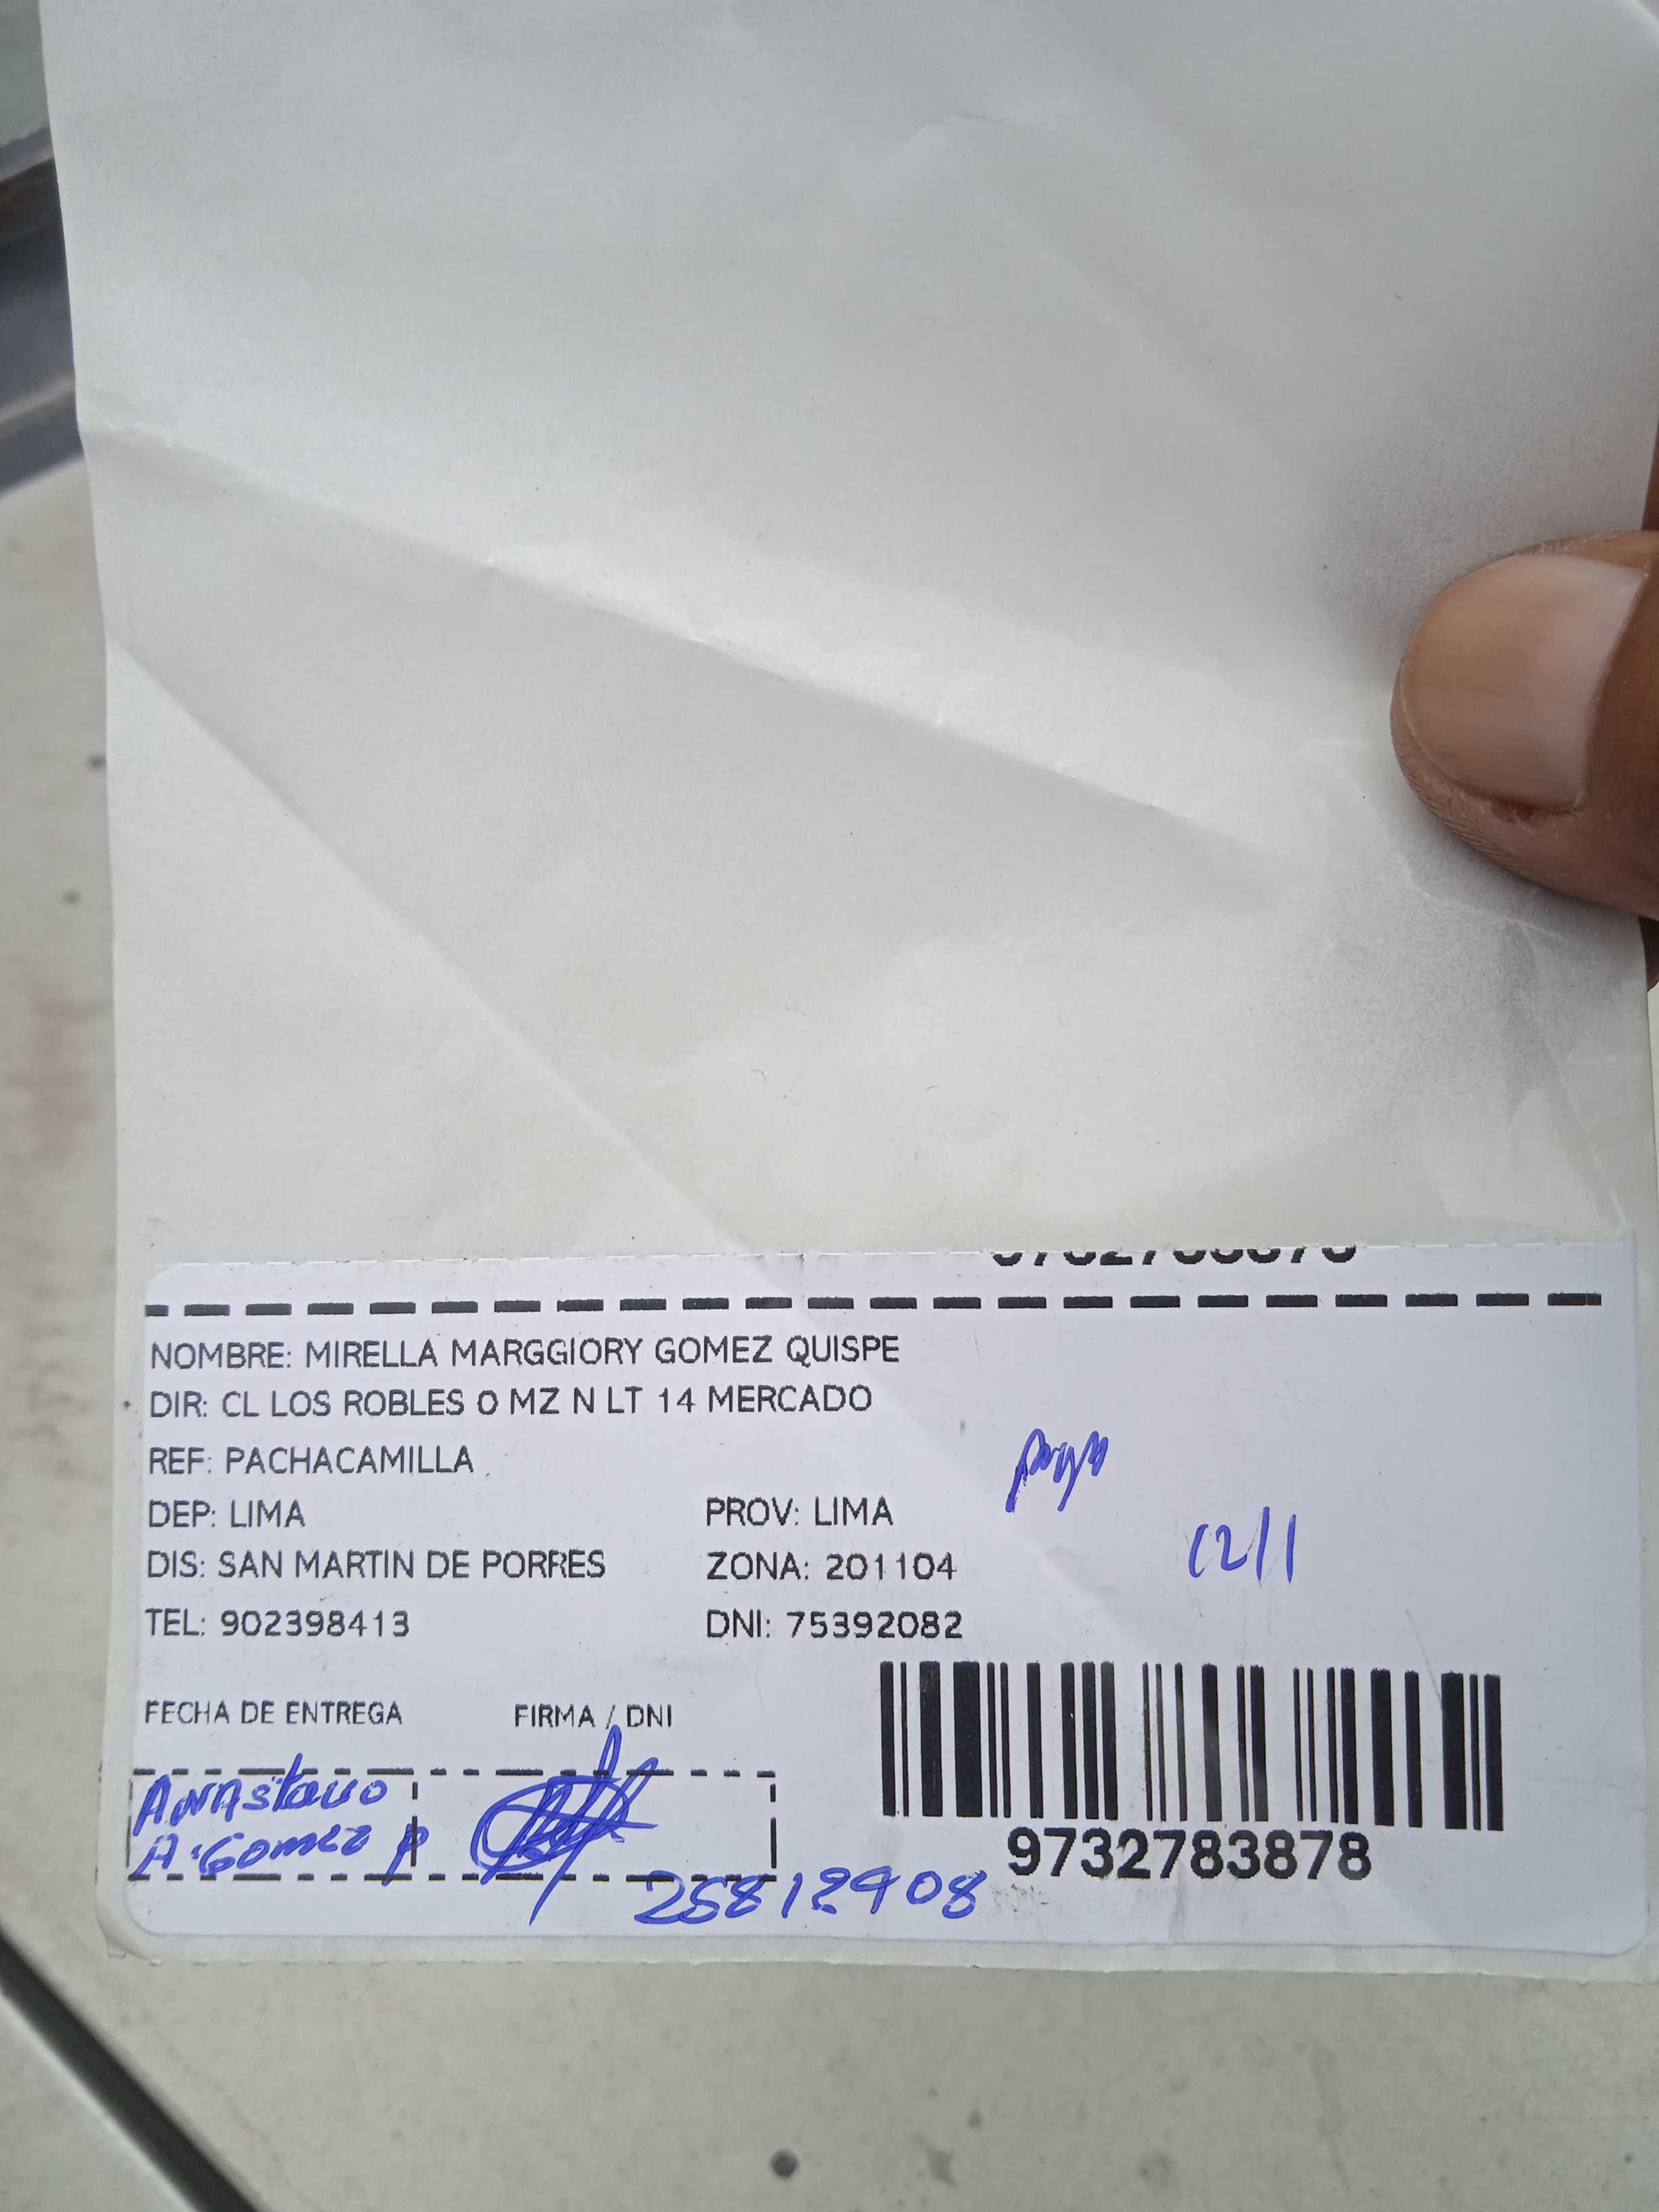 NOMBRE: MIRELLA MARGGIORY GOMEZ QUISPE
DIR: CL LOS ROBLES 0 MZ N LT 14 MERCADO
REF: PACHACAMILLA
DEP: LIMA PROV: LIMA
12/1
DIS: SAN MARTIN DE PORRES ZONA: 201104
TEL: 902398413 DNI: 75392082
FECHA DE ENTREGA FIRMA / DNI
A. Gomez P
9732783878